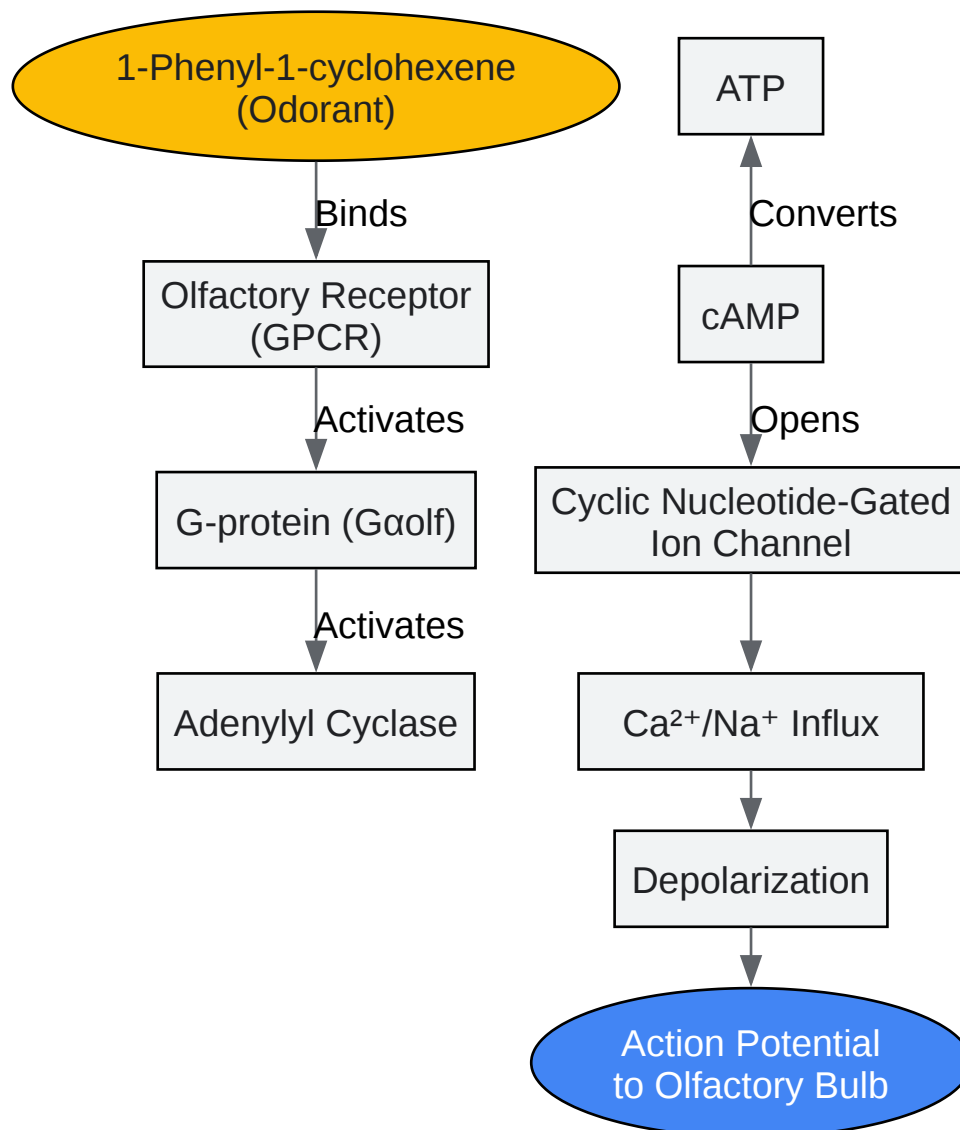 1-Phenyl-1-cyclohexene
(Odorant)
Binds
Olfactory Receptor
(GPCR)
Activates
G-protein (Gαolf)
Activates
Adenylyl Cyclase
ATP
Converts
cAMP
Opens
Cyclic Nucleotide-Gated
Ion Channel
Ca²⁺/Na⁺ Influx
Depolarization
Action Potential
to Olfactory Bulb